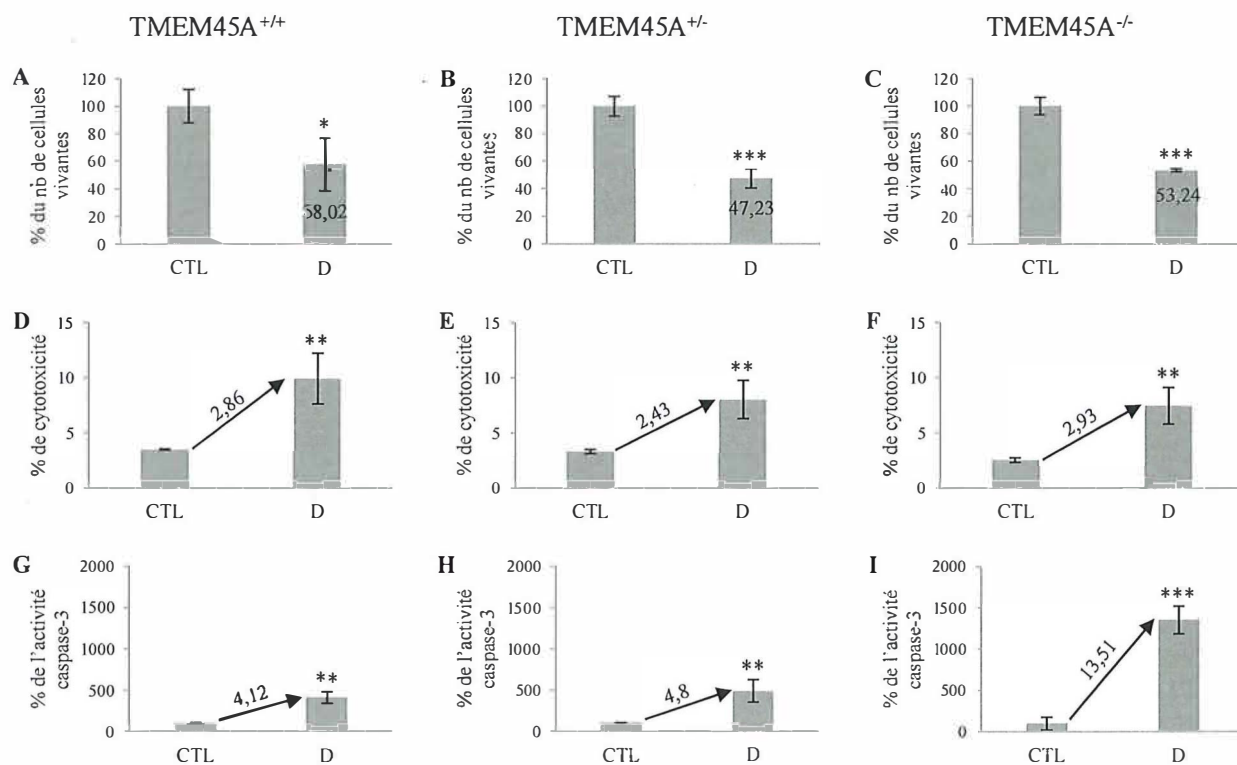 TMEM45A+/+
TMEM45A+/-
TMEM45A-/-
A
% du nb de cellules
vivantes
120
100
80
60
40
20
0
*
58,02
CTL
D
B
% du nb de cellules
vivantes
120
100
80
60
40
20
0
***
47,23
CTL
D
C
% du nb de cellules
vivantes
120
100
80
60
40
20
0
***
53,24
CTL
D
D
% de cytotoxicité
15
10
5
0
2,86
**
CTL
D
E
% de cytotoxicité
15
10
5
0
2,43
**
CTL
D
F
% de cytotoxicité
15
10
5
0
2,93
**
CTL
D
G
% de l'activité
caspase-3
2000
1500
1000
500
0
4,12
**
CTL
D
H
% de l'activité
caspase-3
2000
1500
1000
500
0
4,8
**
CTL
D
I
% de l'activité
caspase-3
2000
1500
1000
500
0
13,51
***
CTL
D